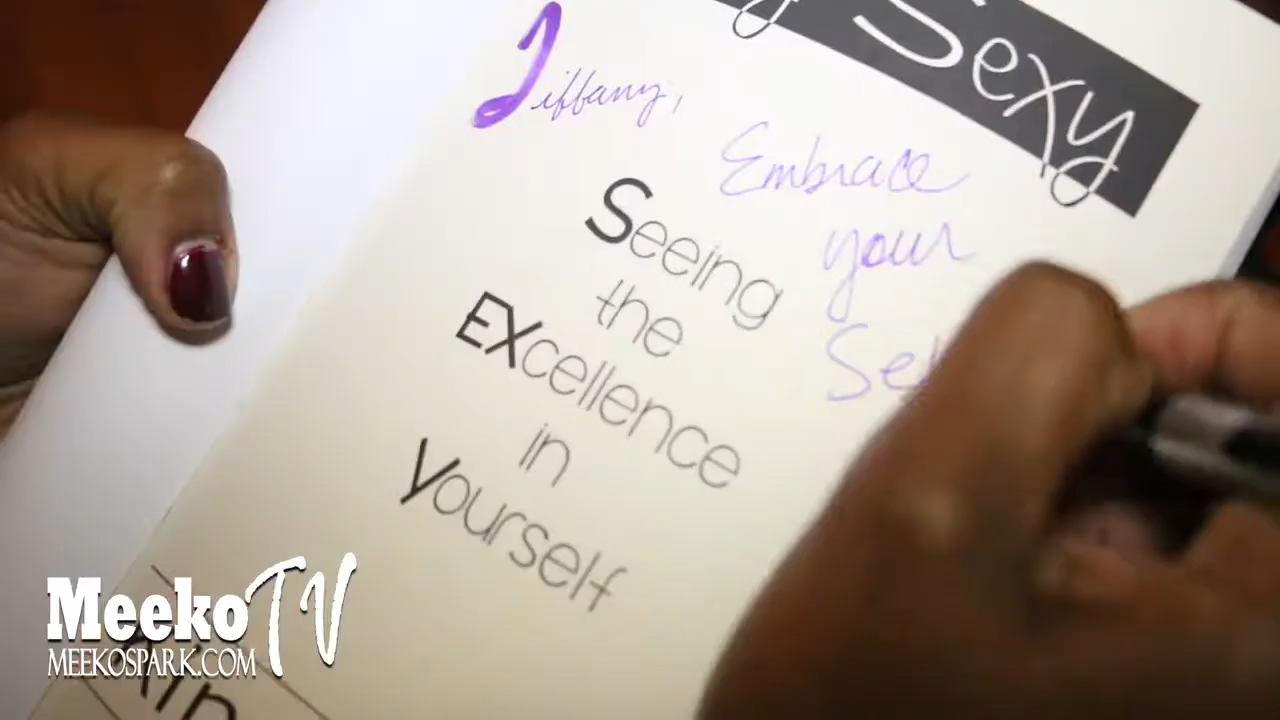 Sexy
Tiffany,
Embrace
your
Seeing
the
EXcellence
in
Yourself
MeekoTV
MEEKOSPARK.COM